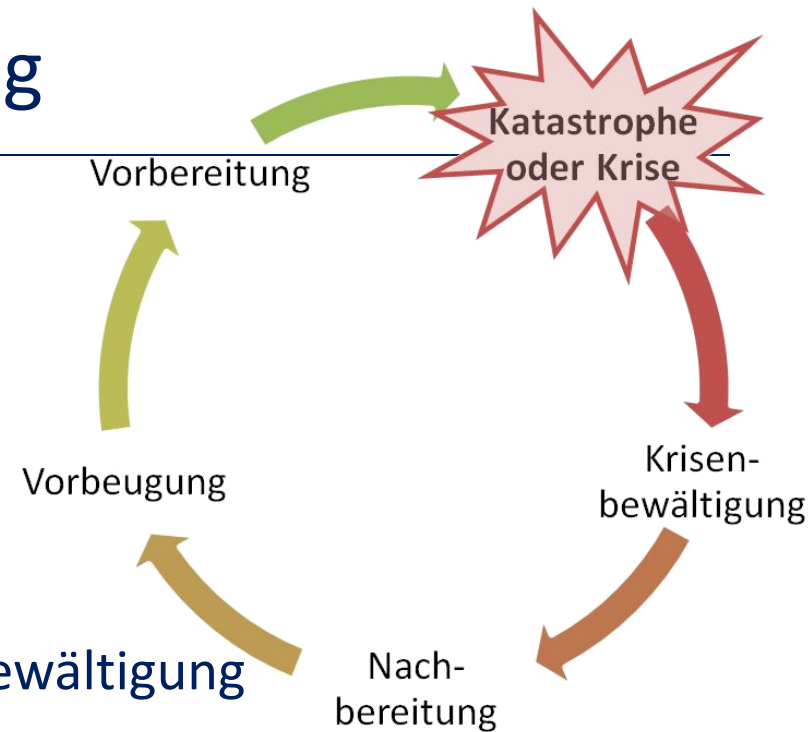 g
Katastrophe
oder Krise
Vorbereitung
Krisen-
bewältigung
Vorbeugung
Nach-
bereitung
ewältigung